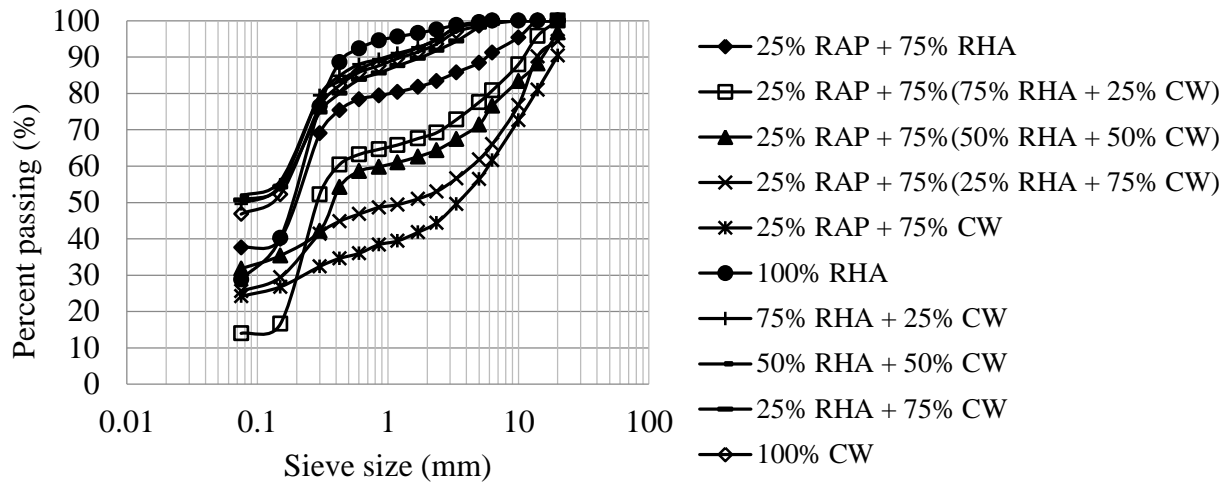 100
90
80
70
60
50
40
30
20
10
0
Percent passing (%)
0.01
0.1
1
10
100
Sieve size (mm)
25% RAP + 75% RHA
25% RAP + 75%(75% RHA + 25% CW)
25% RAP + 75%(50% RHA + 50% CW)
25% RAP + 75%(25% RHA + 75% CW)
25% RAP + 75% CW
100% RHA
75% RHA + 25% CW
50% RHA + 50% CW
25% RHA + 75% CW
100% CW